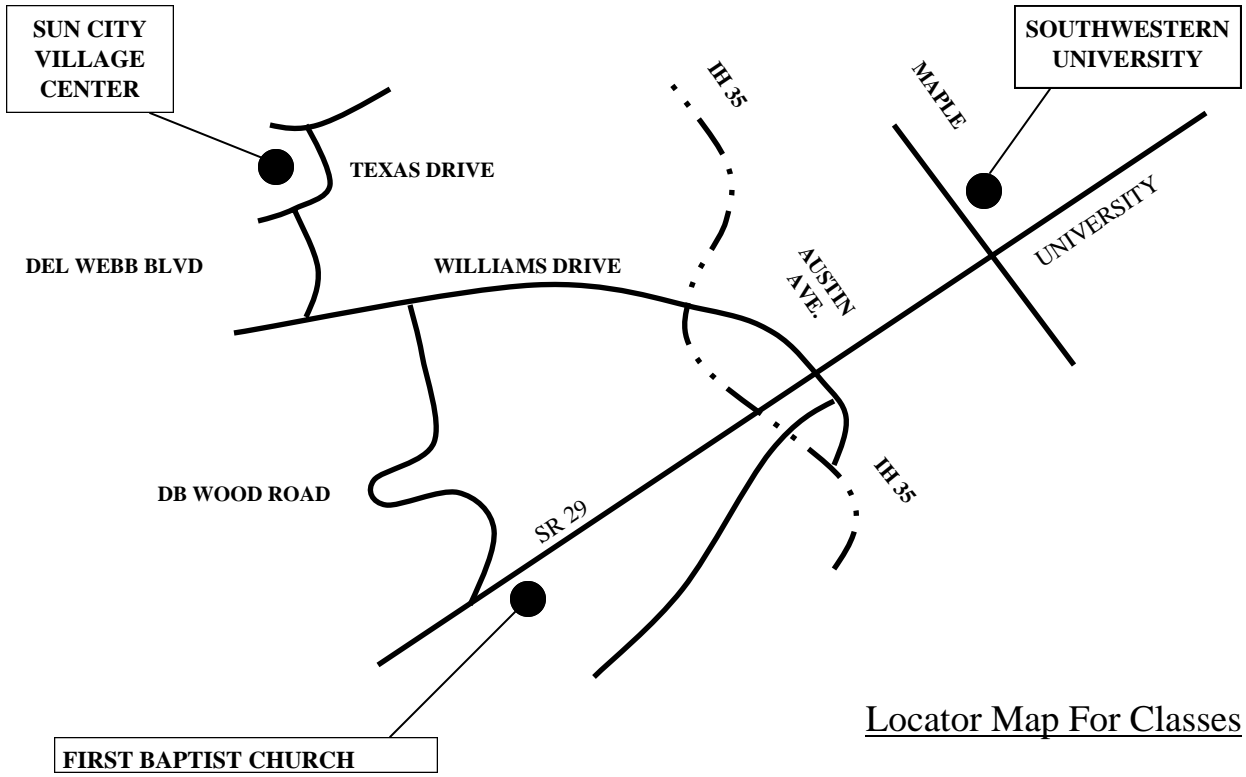 SUN CITY
VILLAGE
CENTER
SOUTHWESTERN
UNIVERSITY
IH 35
MAPLE
TEXAS DRIVE
UNIVERSITY
DEL WEBB BLVD
WILLIAMS DRIVE
AUSTIN
AVE.
DB WOOD ROAD
IH 35
SR 29
Locator Map For Classes
FIRST BAPTIST CHURCH